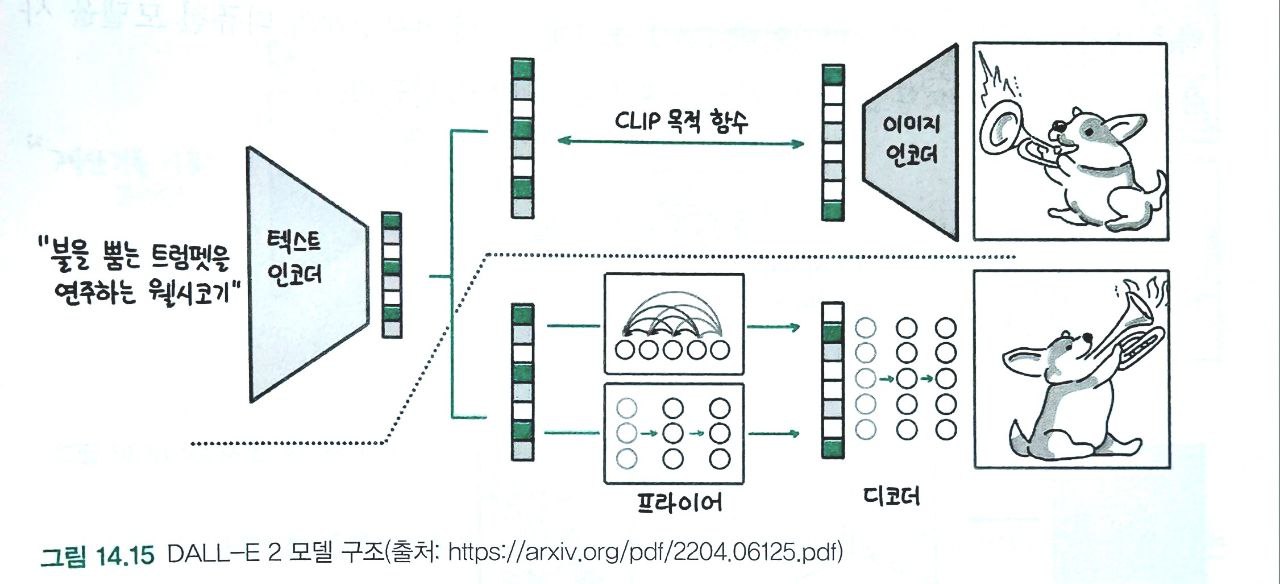 CLIP 목적 함수
이미지
인코더
텍스트
인코더
"불을 뿜는 트럼펫을
연주하는 웰시코기"
프라이어
디코더
그림 14.15 DALL-E 2 모델 구조(출처: https://arxiv.org/pdf/2204.06125.pdf)